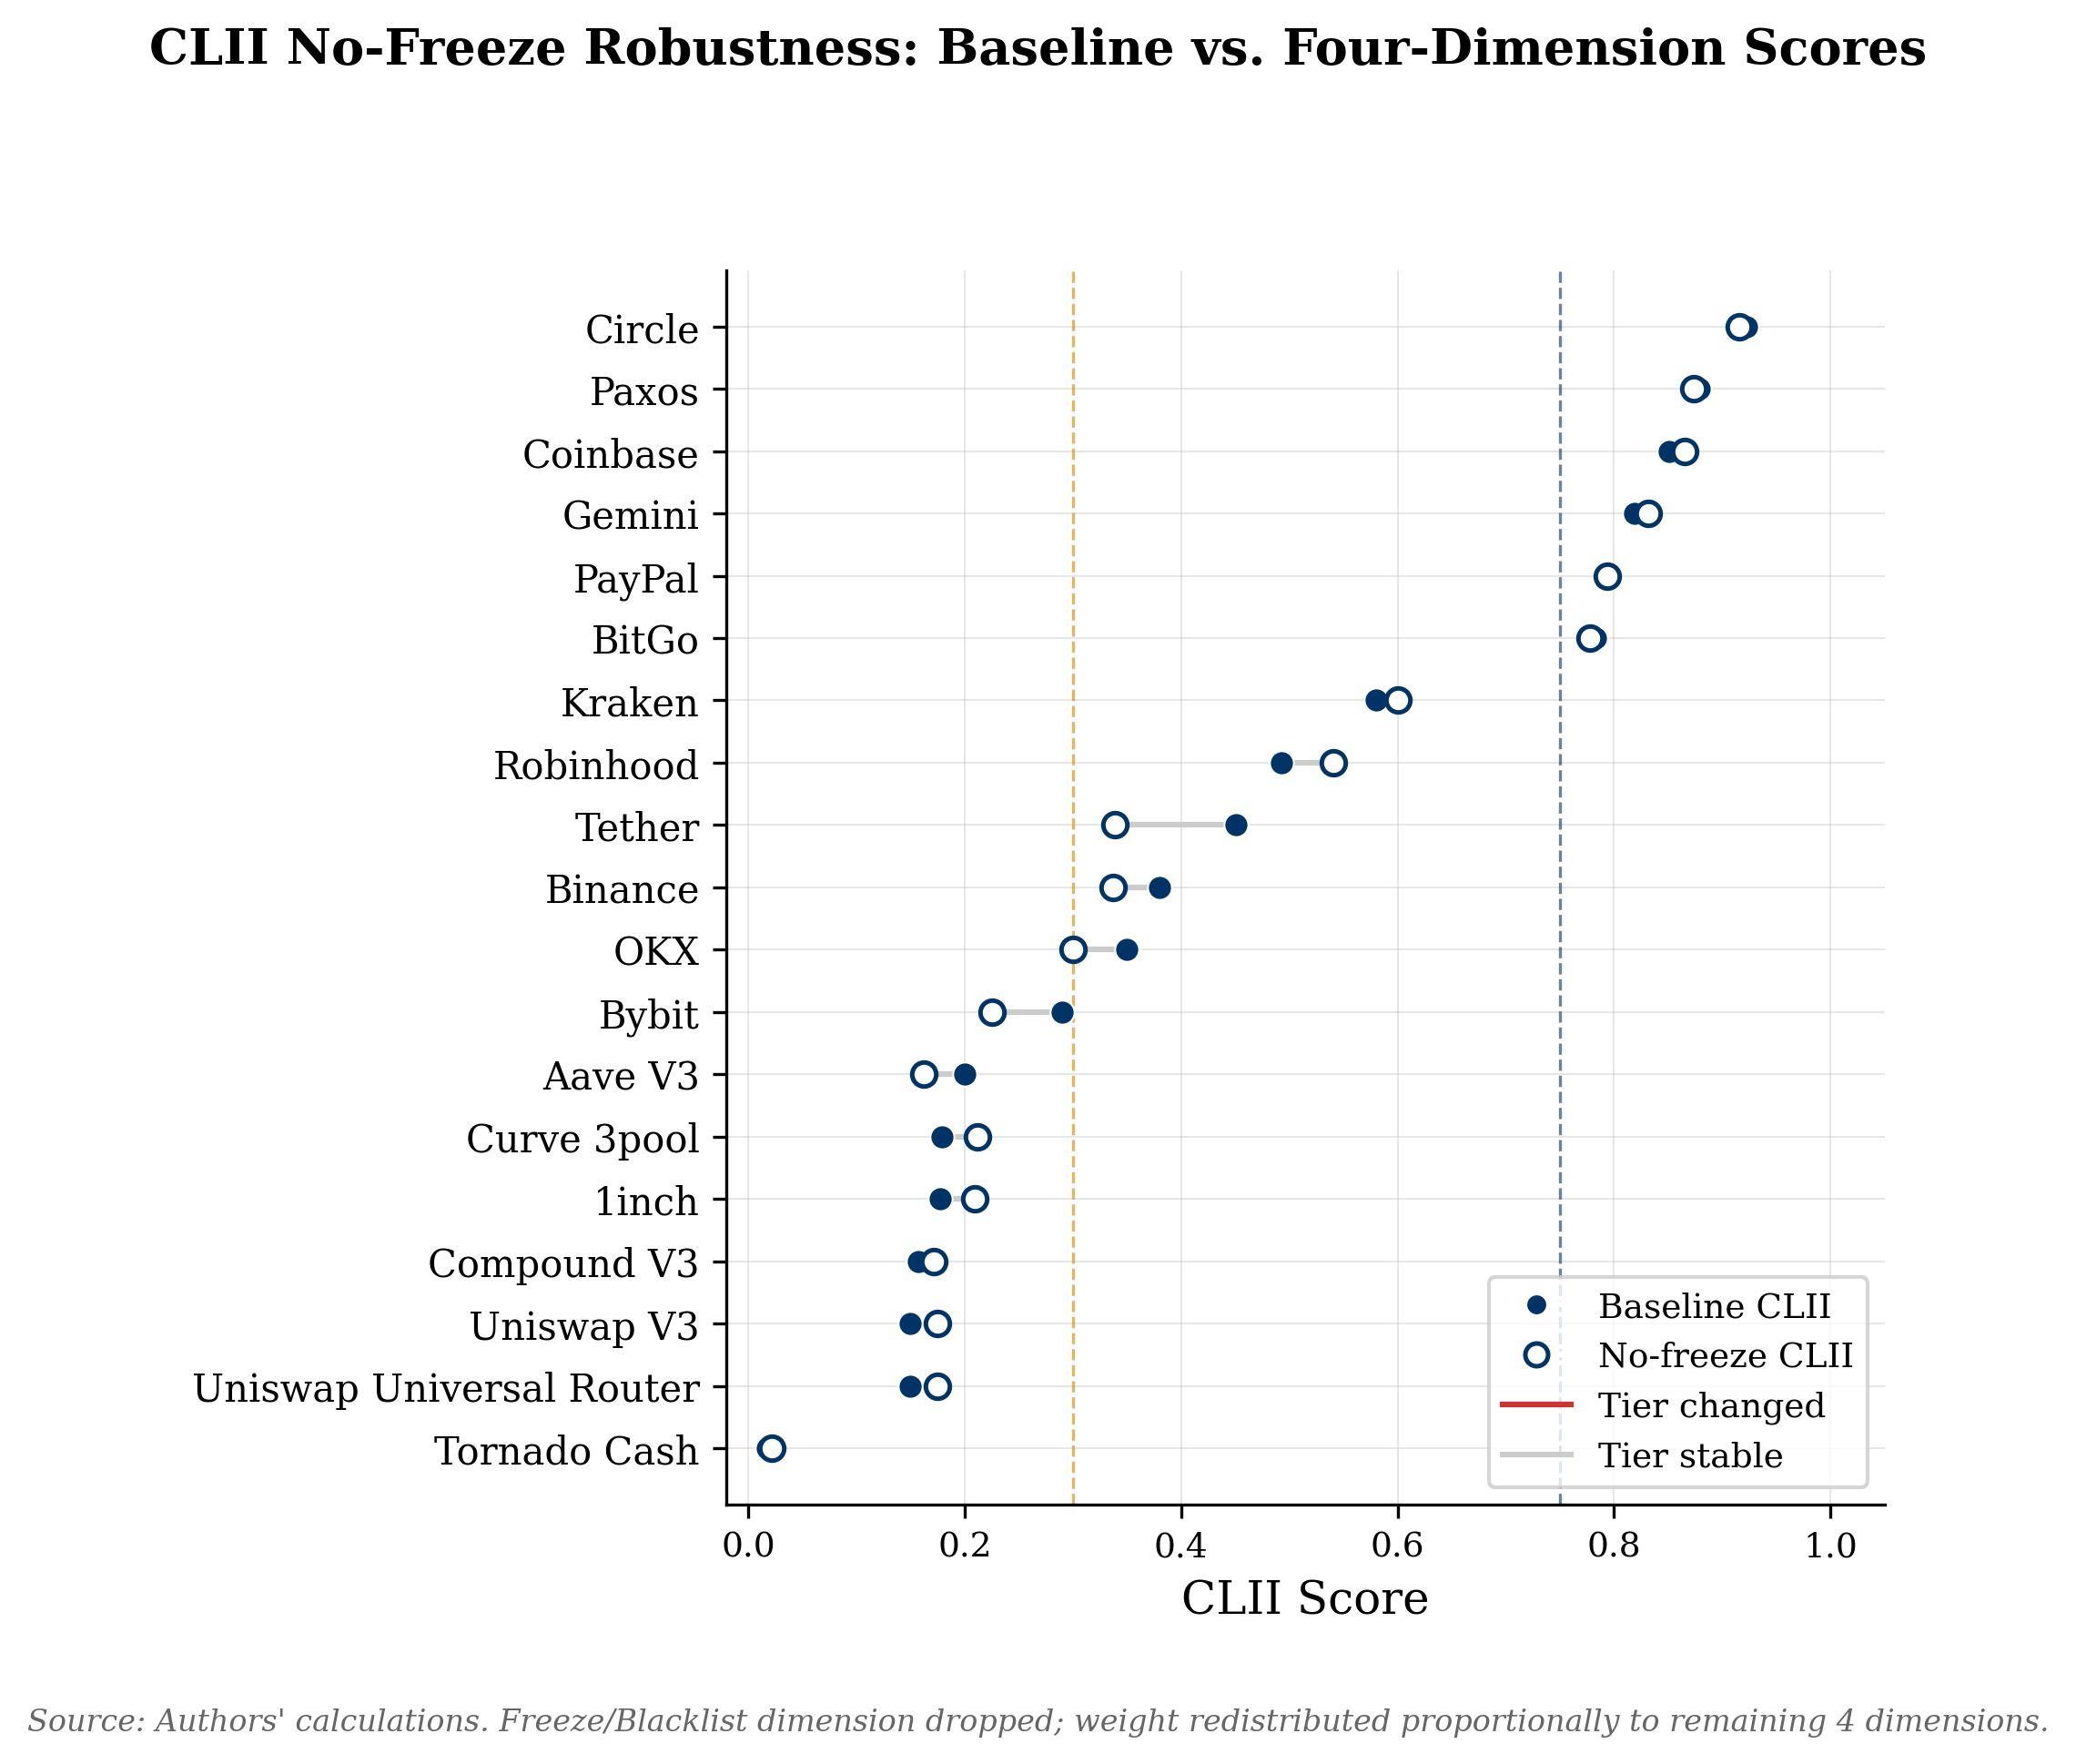 CLII No-Freeze Robustness: Baseline vs. Four-Dimension Scores
Circle
Paxos
Coinbase
Gemini
PayPal
BitGo
Kraken
Robinhood
Tether
Binance
OKX
Bybit
Aave V3
Curve 3pool
1inch
Compound V3
Uniswap V3
Uniswap Universal Router
Tornado Cash
Baseline CLII
No-freeze CLII
Tier changed
Tier stable
0.0 0.2 0.4 0.6 0.8 1.0
CLII Score
Source: Authors' calculations. Freeze/Blacklist dimension dropped; weight redistributed proportionally to remaining 4 dimensions.